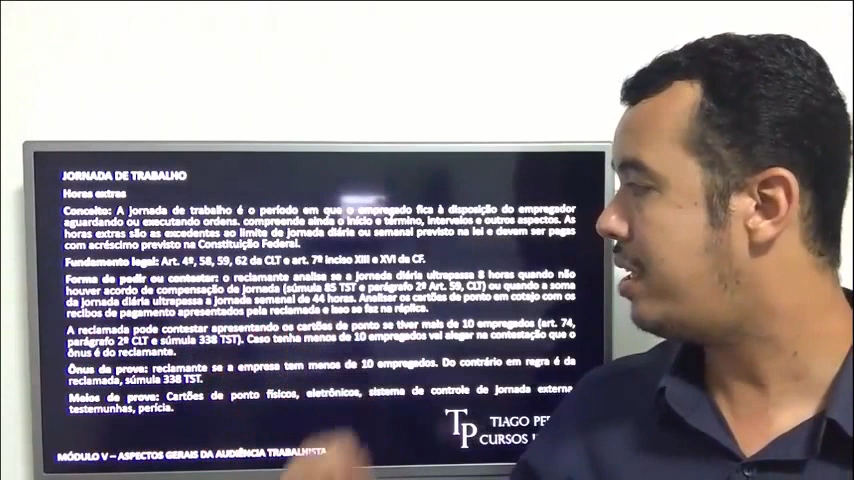 JORNADA DE TRABALHO
Horas extras
Conceito: A jornada de trabalho é o período em que o empregado fica à disposição do empregador
aguardando ou executando ordens. compreende ainda o início e término, intervalos e outros aspectos. As
horas extras são as excedentes ao limite de jornada diária ou semanal previsto na lei e devem ser pagas
com acréscimo previsto na Constituição Federal.
Fundamento legal: Art. 4º, 58, 59, 62 da CLT e art. 7º inciso XIII e XVI da CF.
Forma de pedir ou contestar: o reclamante analisa se a jornada diária ultrapassa 8 horas quando não
houver acordo de compensação de jornada (súmula 85 TST e parágrafo 2º Art. 59, CLT) ou quando a soma
da jornada diária ultrapassa a jornada semanal de 44 horas. Analisar os cartões de ponto em cotejo com os
recibos de pagamento apresentados pela reclamada e isso se faz na réplica.
A reclamada pode contestar apresentando os cartões de ponto se tiver mais de 10 empregados (art. 74,
parágrafo 2º CLT e súmula 338 TST). Caso tenha menos de 10 empregados vai alegar na contestação que o
ônus é do reclamante.
Ônus da prova: reclamante se a empresa tem menos de 10 empregados. Do contrário em regra é da
reclamada, súmula 338 TST.
Meios de prova: Cartões de ponto físicos, eletrônicos, sistema de controle de jornada externa,
testemunhas, perícia.
TP TIAGO PE
CURSOS
MÓDULO V – ASPECTOS GERAIS DA AUDIÊNCIA TRABALHISTA